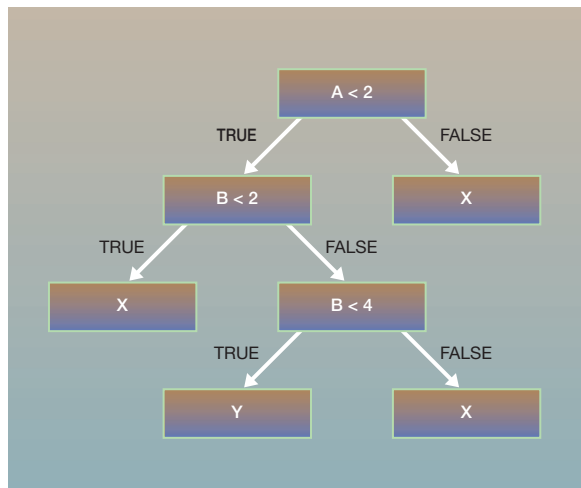 A < 2
TRUE
FALSE
B < 2
X
TRUE
FALSE
X
B < 4
TRUE
FALSE
Y
X